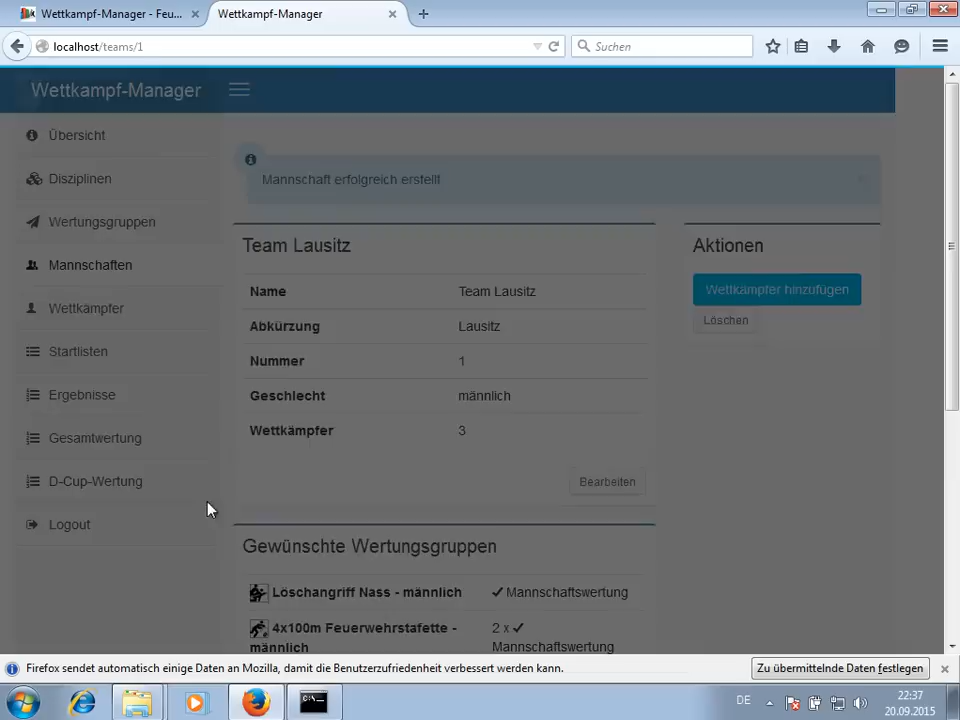 Wettkampf-Manager - Feu...
Wettkampf-Manager
localhost/teams/1
Suchen
Wettkampf-Manager
Übersicht
Disziplinen
Wertungsgruppen
Mannschaften
Wettkämpfer
Startlisten
Ergebnisse
Gesamtwertung
D-Cup-Wertung
Logout
Mannschaft erfolgreich erstellt
Team Lausitz
Name Team Lausitz
Abkürzung Lausitz
Nummer 1
Geschlecht männlich
Wettkämpfer 3
Bearbeiten
Aktionen
Wettkämpfer hinzufügen
Löschen
Gewünschte Wertungsgruppen
Löschangriff Nass - männlich Mannschaftswertung
4x100m Feuerwehrstafette - 2 x
männlich Mannschaftswertung
Firefox sendet automatisch einige Daten an Mozilla, damit die Benutzerzufriedenheit verbessert werden kann.
Zu übermittelnde Daten festlegen
C:\.
DE
22:37
20.09.2015